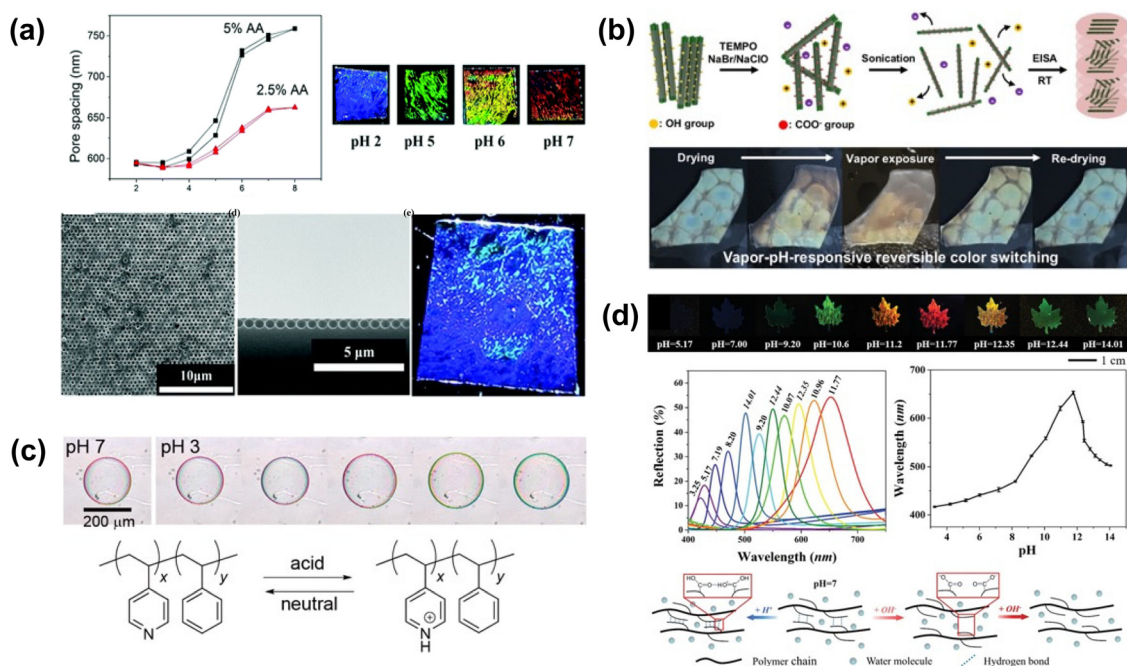 (a)
5% AA
2.5% AA
Pore spacing (nm)
750
700
650
600
2 4 6 8
pH 2 pH 5 pH 6 pH 7
(d)
(e)
10μm
5 μm
(b)
TEMPO
NaBr/NaClO
Sonication
EISA
RT
: OH group
: COO⁻ group
Drying
Vapor exposure
Re-drying
Vapor-pH-responsive reversible color switching
(c)
pH 7
pH 3
200 μm
x y
N
acid
neutral
x y
N
H
(d)
pH=5.17 pH=7.00 pH=9.20 pH=10.6 pH=11.2 pH=11.77 pH=12.35 pH=12.44 pH=14.01
1 cm
Reflection (%)
60
50
40
30
20
10
0
3.25 5.17 7.19 8.20 14.01 9.20 12.44 10.07 12.35 10.96 11.77
400 500 600 700
Wavelength (nm)
Wavelength (nm)
700
600
500
400
4 6 8 10 12 14
pH
pH=7
+ H⁺
+ OH⁻
+ OH⁻
Polymer chain
Water molecule
Hydrogen bond